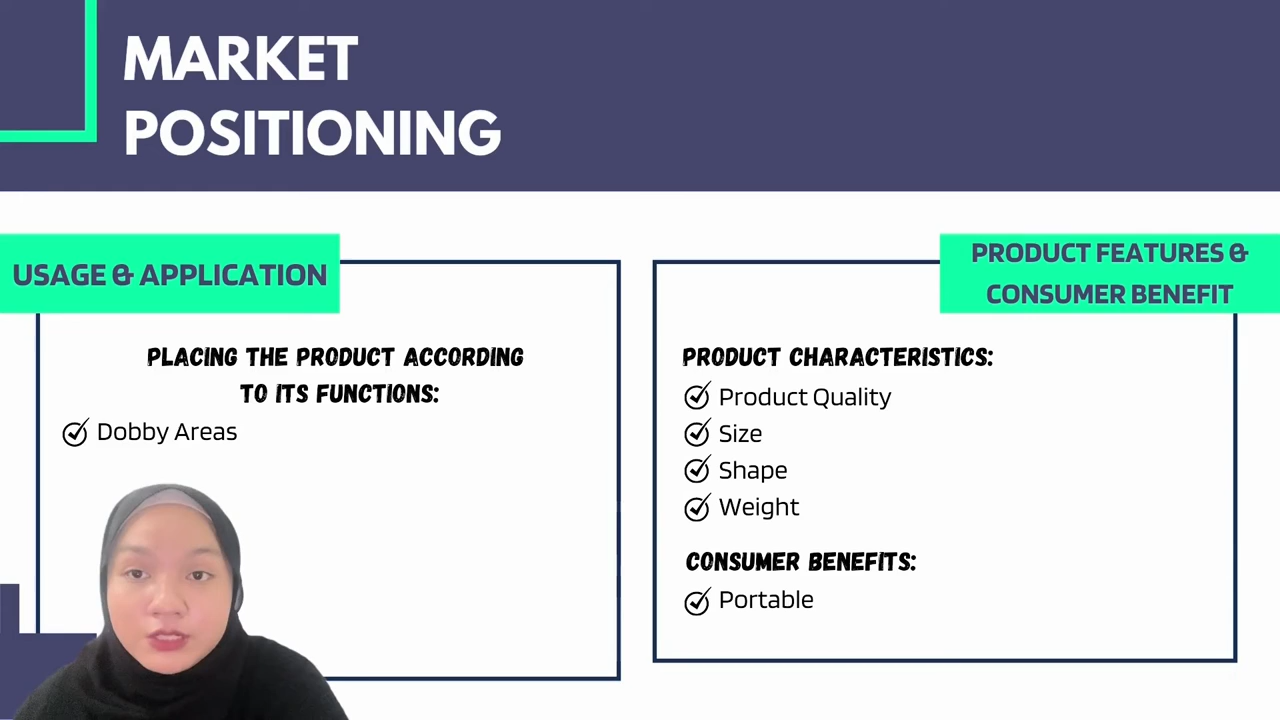 MARKET
POSITIONING
USAGE & APPLICATION
PLACING THE PRODUCT ACCORDING
TO ITS FUNCTIONS:
Dobby Areas
PRODUCT FEATURES &
CONSUMER BENEFIT
PRODUCT CHARACTERISTICS:
Product Quality
Size
Shape
Weight
CONSUMER BENEFITS:
Portable